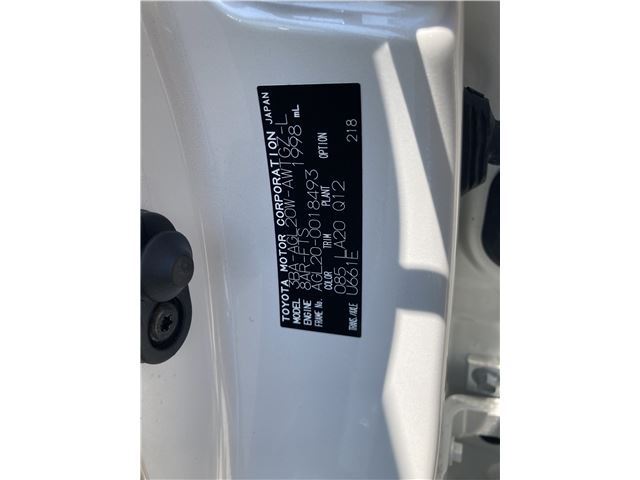 TOYOTA MOTOR CORPORATION JAPAN
MODEL 3BA-AGL20W-AWTGZ-L
ENGINE 8AR-FTS 1998 mL
FRAME No. AGL20-0018493
COLOR TRIM PLANT OPTION
085 LA20 Q12 218
TRANS./AXLE U661E